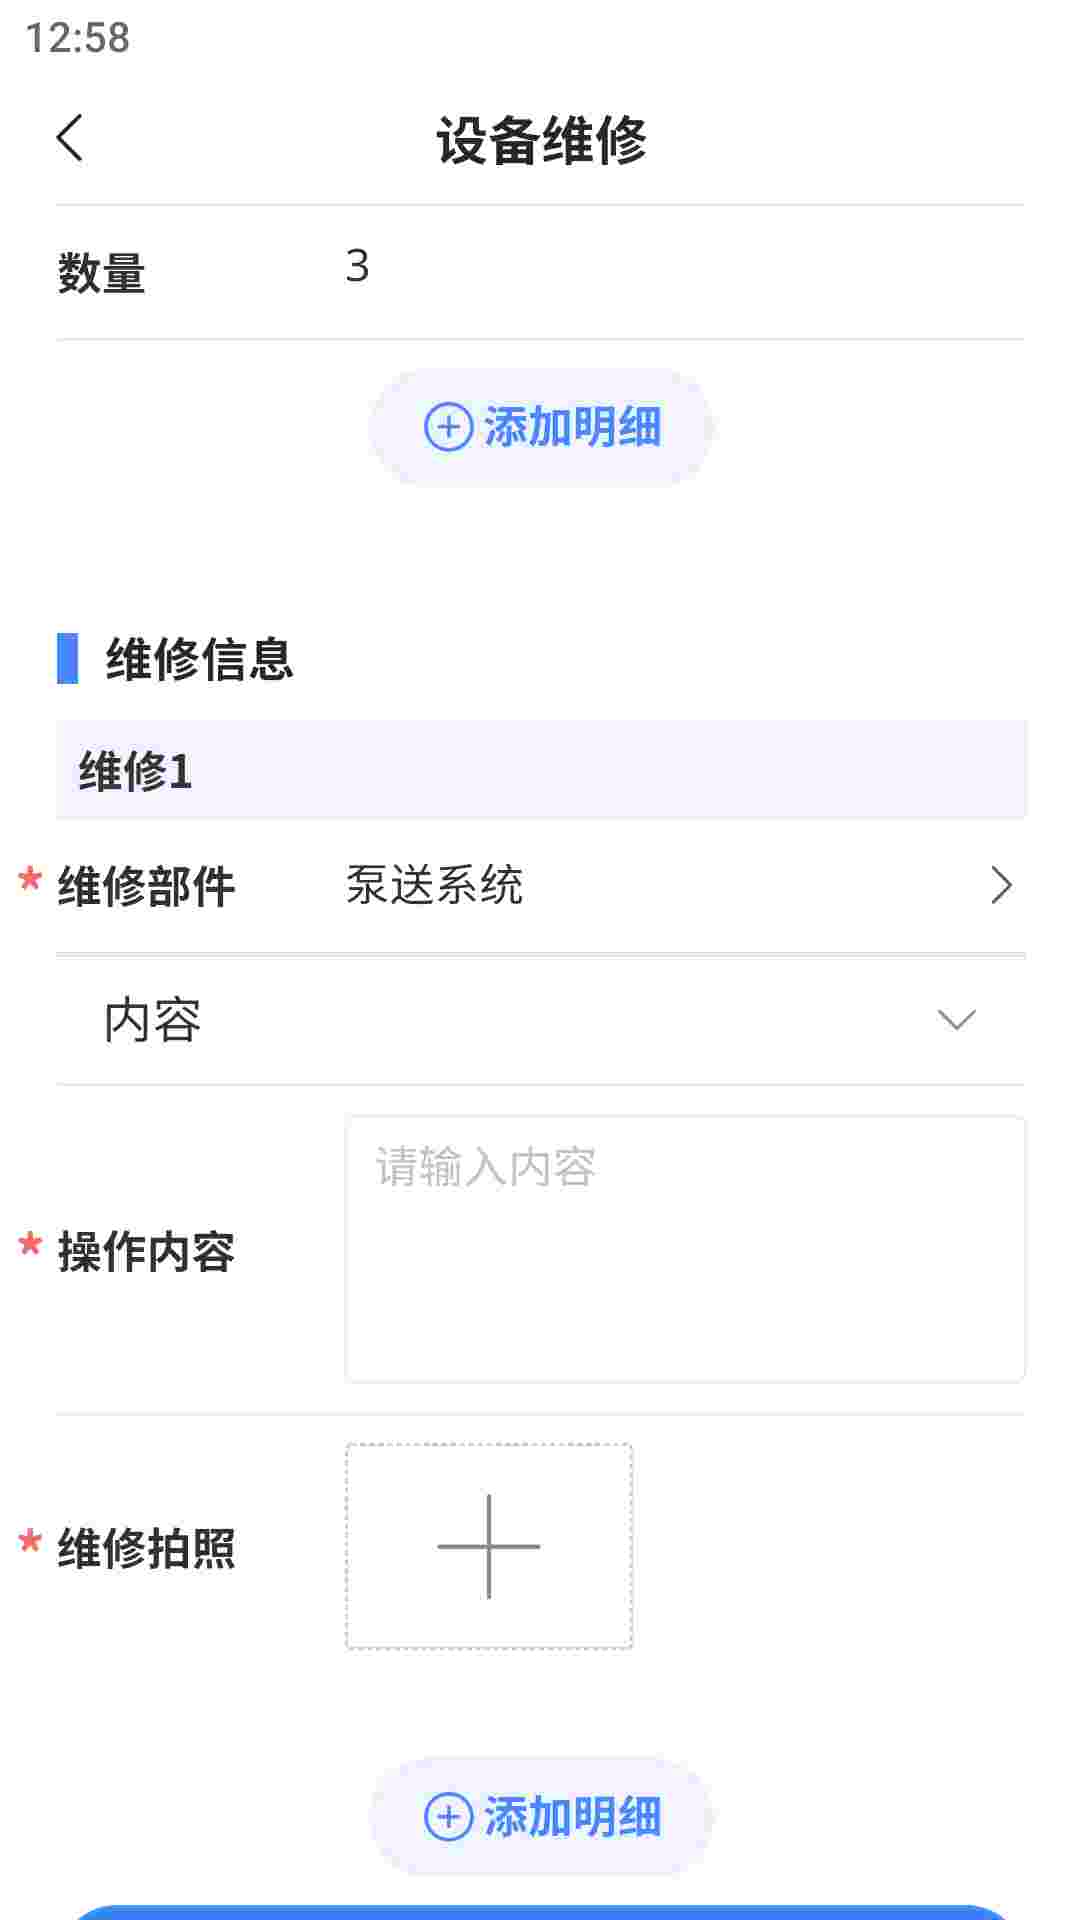 12:58
设备维修
数量 3
添加明细
维修信息
维修1
* 维修部件 泵送系统
内容
请输入内容
* 操作内容
* 维修拍照
添加明细